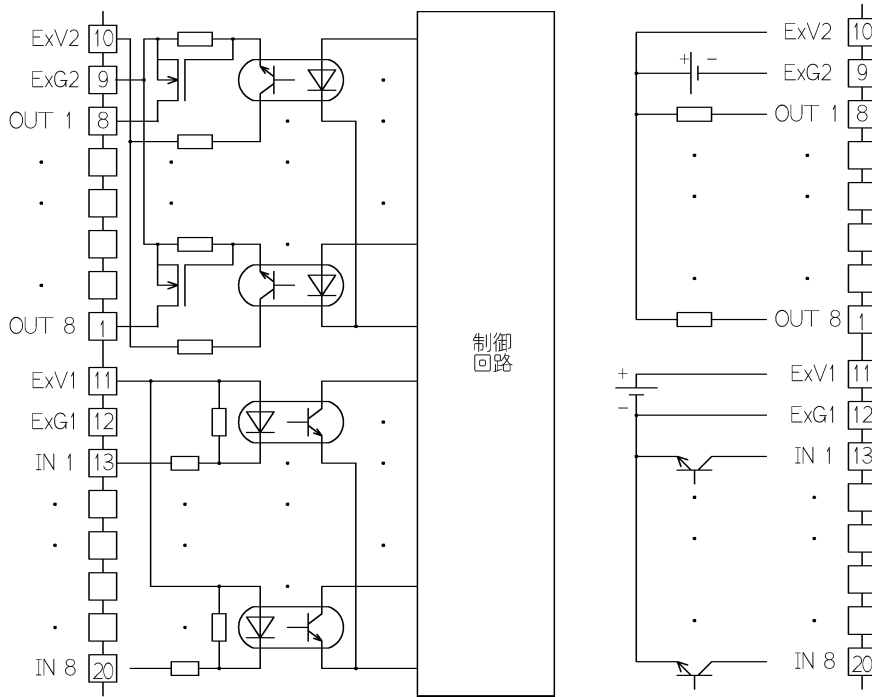 ExV2 10
ExG2 9
OUT 1 8
OUT 8 1
ExV1 11
ExG1 12
IN 1 13
IN 8 20
制御
回路
ExV2 10
+ −
ExG2 9
OUT 1 8
OUT 8 1
+
−
ExV1 11
ExG1 12
IN 1 13
IN 8 20